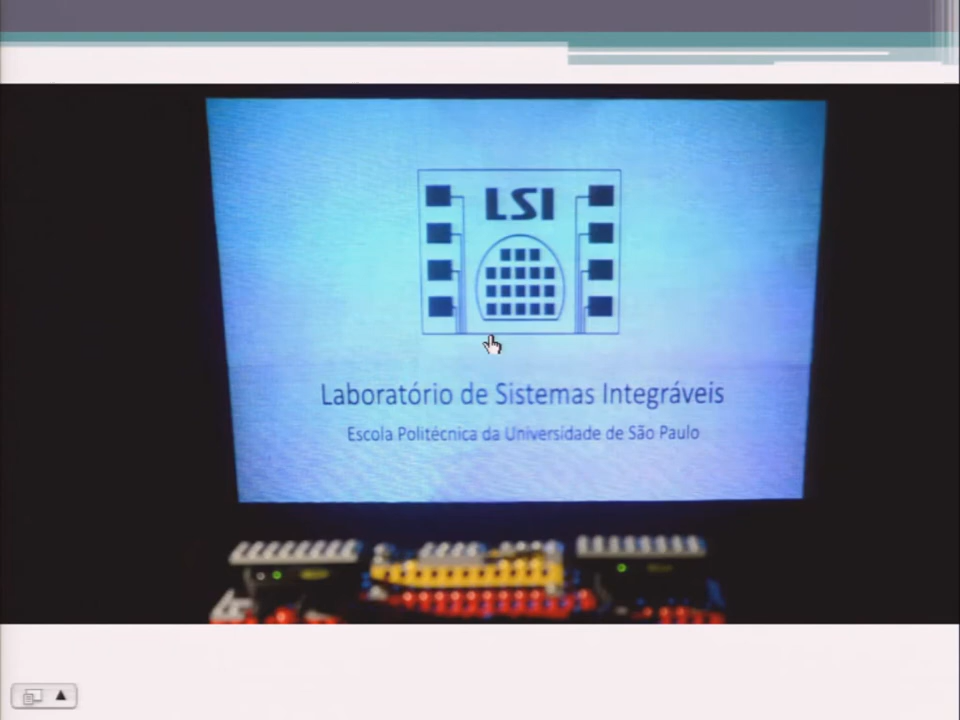 LSI
Laboratório de Sistemas Integráveis
Escola Politécnica da Universidade de São Paulo